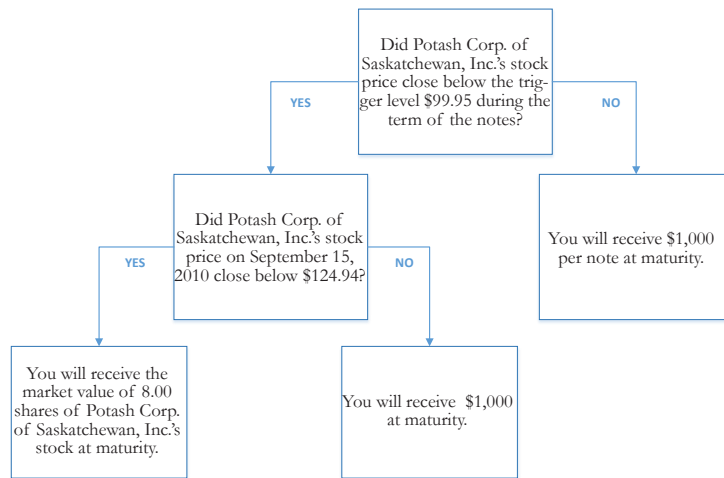 Did Potash Corp. of
Saskatchewan, Inc.'s stock
price close below the trig-
ger level $99.95 during the
term of the notes?
YES
NO
Did Potash Corp. of
Saskatchewan, Inc.'s stock
price on September 15,
2010 close below $124.94?
You will receive $1,000
per note at maturity.
YES
NO
You will receive the
market value of 8.00
shares of Potash Corp.
of Saskatchewan, Inc.'s
stock at maturity.
You will receive  $1,000
at maturity.